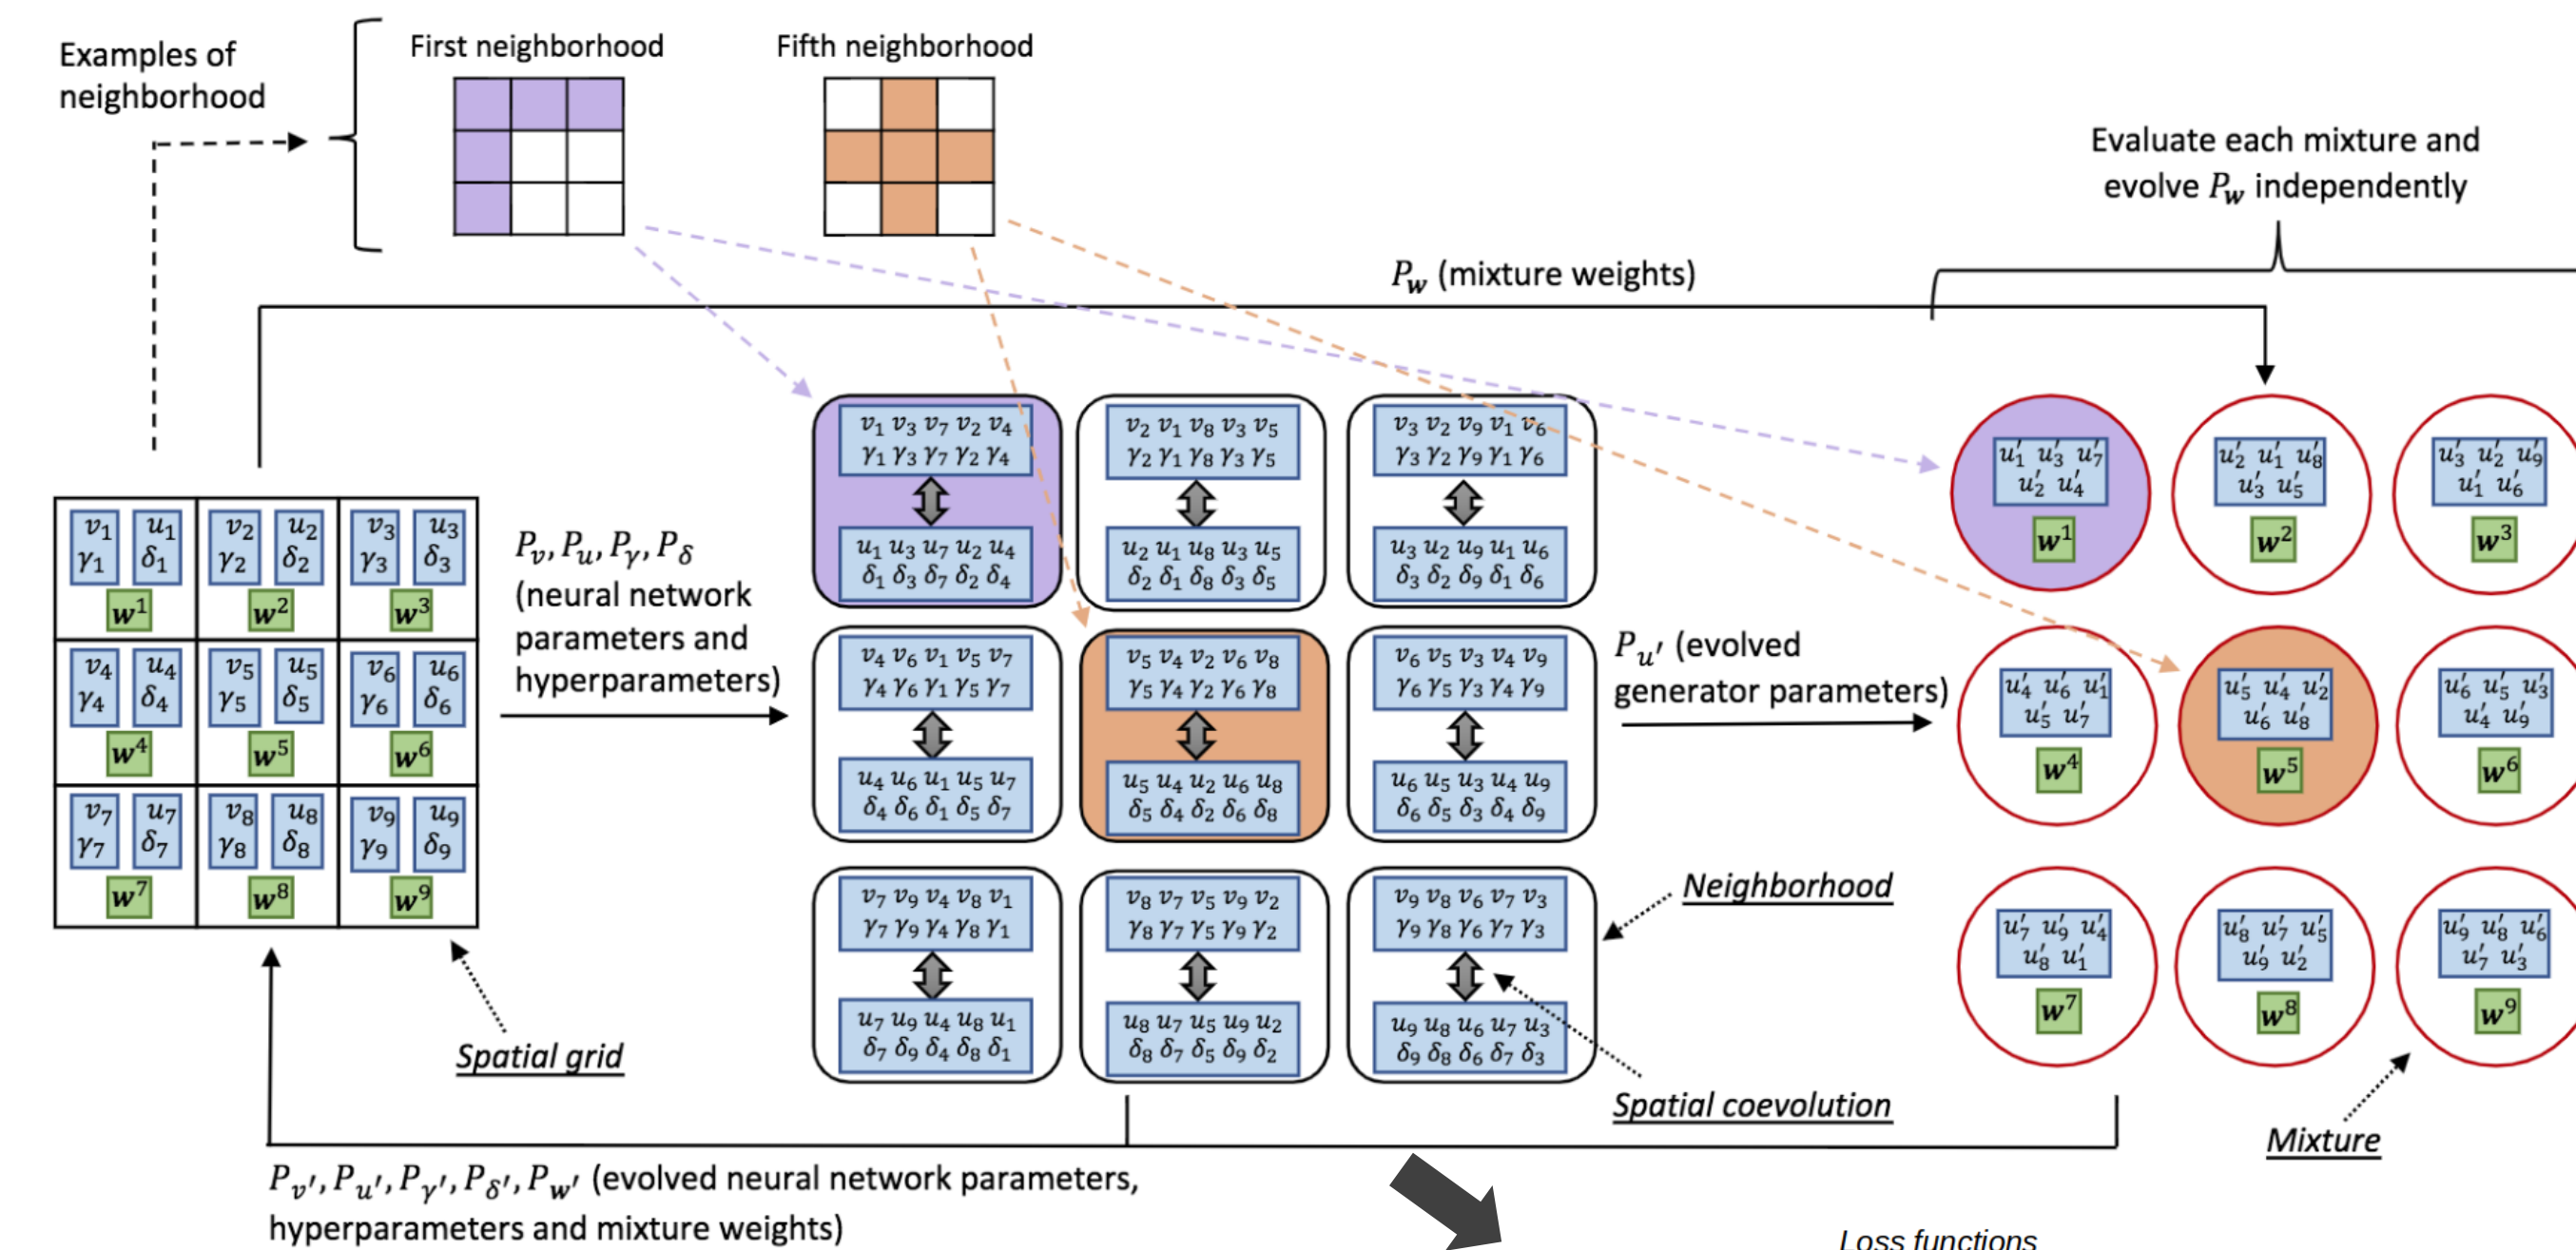 Examples of
neighborhood
First neighborhood
Fifth neighborhood
Evaluate each mixture and
evolve P_w independently
P_w (mixture weights)
v₁ u₁ v₂ u₂ v₃ u₃
γ₁ δ₁ γ₂ δ₂ γ₃ δ₃
w¹ w² w³
v₄ u₄ v₅ u₅ v₆ u₆
γ₄ δ₄ γ₅ δ₅ γ₆ δ₆
w⁴ w⁵ w⁶
v₇ u₇ v₈ u₈ v₉ u₉
γ₇ δ₇ γ₈ δ₈ γ₉ δ₉
w⁷ w⁸ w⁹
Spatial grid
P_v, P_u, P_γ, P_δ
(neural network
parameters and
hyperparameters)
v₁ v₃ v₇ v₂ v₄
γ₁ γ₃ γ₇ γ₂ γ₄
u₁ u₃ u₇ u₂ u₄
δ₁ δ₃ δ₇ δ₂ δ₄
v₂ v₁ v₈ v₃ v₅
γ₂ γ₁ γ₈ γ₃ γ₅
u₂ u₁ u₈ u₃ u₅
δ₂ δ₁ δ₈ δ₃ δ₅
v₃ v₂ v₉ v₁ v₆
γ₃ γ₂ γ₉ γ₁ γ₆
u₃ u₂ u₉ u₁ u₆
δ₃ δ₂ δ₉ δ₁ δ₆
v₄ v₆ v₁ v₅ v₇
γ₄ γ₆ γ₁ γ₅ γ₇
u₄ u₆ u₁ u₅ u₇
δ₄ δ₆ δ₁ δ₅ δ₇
v₅ v₄ v₂ v₆ v₈
γ₅ γ₄ γ₂ γ₆ γ₈
u₅ u₄ u₂ u₆ u₈
δ₅ δ₄ δ₂ δ₆ δ₈
v₆ v₅ v₃ v₄ v₉
γ₆ γ₅ γ₃ γ₄ γ₉
u₆ u₅ u₃ u₄ u₉
δ₆ δ₅ δ₃ δ₄ δ₉
v₇ v₉ v₄ v₈ v₁
γ₇ γ₉ γ₄ γ₈ γ₁
u₇ u₉ u₄ u₈ u₁
δ₇ δ₉ δ₄ δ₈ δ₁
v₈ v₇ v₅ v₉ v₂
γ₈ γ₇ γ₅ γ₉ γ₂
u₈ u₇ u₅ u₉ u₂
δ₈ δ₇ δ₅ δ₉ δ₂
v₉ v₈ v₆ v₇ v₃
γ₉ γ₈ γ₆ γ₇ γ₃
u₉ u₈ u₆ u₇ u₃
δ₉ δ₈ δ₆ δ₇ δ₃
P_u′ (evolved
generator parameters)
Neighborhood
Spatial coevolution
u′₁ u′₃ u′₇
u′₂ u′₄
w¹
u′₂ u′₁ u′₈
u′₃ u′₅
w²
u′₃ u′₂ u′₉
u′₁ u′₆
w³
u′₄ u′₆ u′₁
u′₅ u′₇
w⁴
u′₅ u′₄ u′₂
u′₆ u′₈
w⁵
u′₆ u′₅ u′₃
u′₄ u′₉
w⁶
u′₇ u′₉ u′₄
u′₈ u′₁
w⁷
u′₈ u′₇ u′₅
u′₉ u′₂
w⁸
u′₉ u′₈ u′₆
u′₇ u′₃
w⁹
Mixture
P_v′, P_u′, P_γ′, P_δ′, P_w′ (evolved neural network parameters,
hyperparameters and mixture weights)
Loss functions